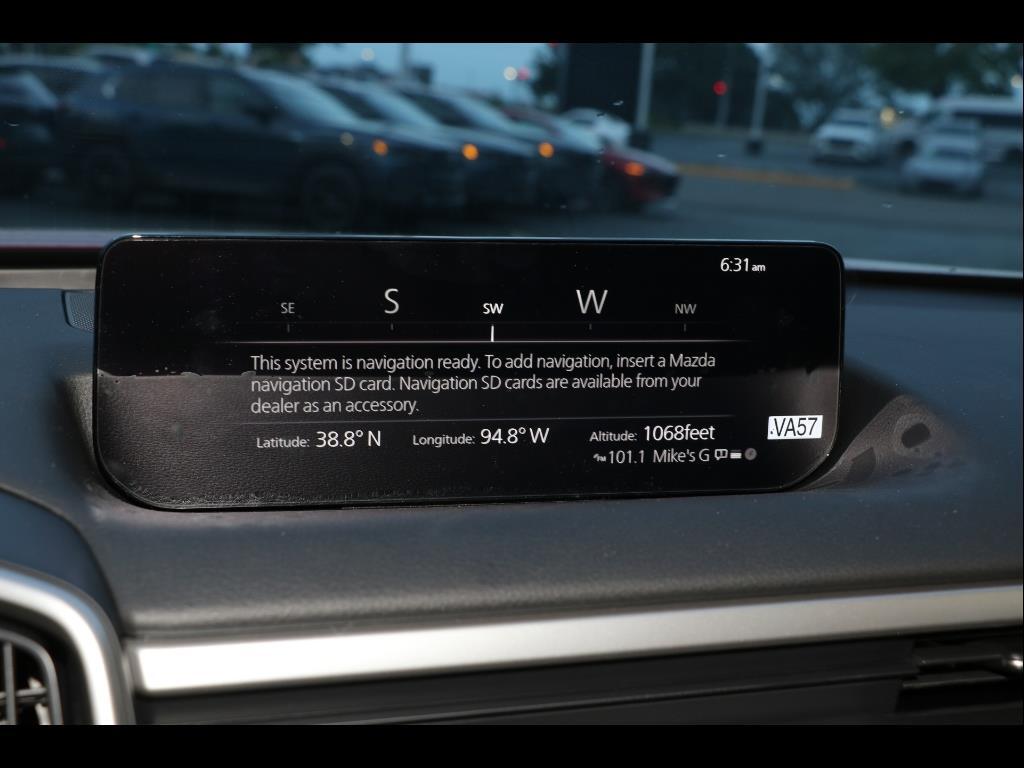 6:31am
SE S SW W NW
This system is navigation ready. To add navigation, insert a Mazda
navigation SD card. Navigation SD cards are available from your
dealer as an accessory.
Latitude: 38.8° N Longitude: 94.8° W Altitude: 1068feet
.VA57
FM 101.1 Mike's G